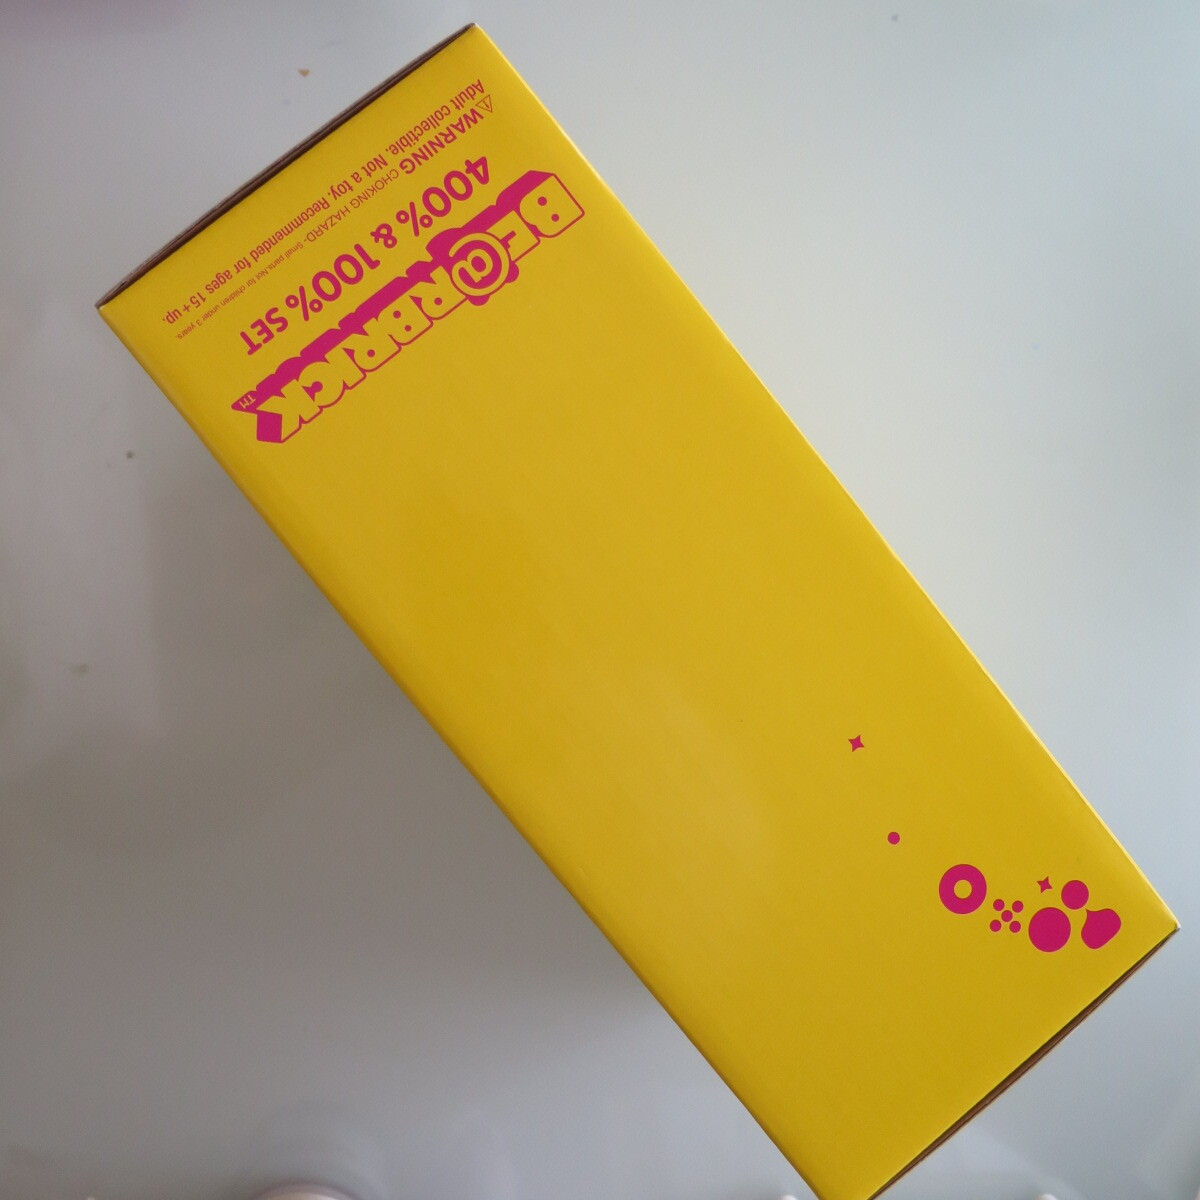 BE@RBRICK™
400% & 100% SET
⚠WARNING CHOKING HAZARD- Small parts.Not for children under 3 years.
Adult collectible. Not a toy. Recommended for ages 15 + up.